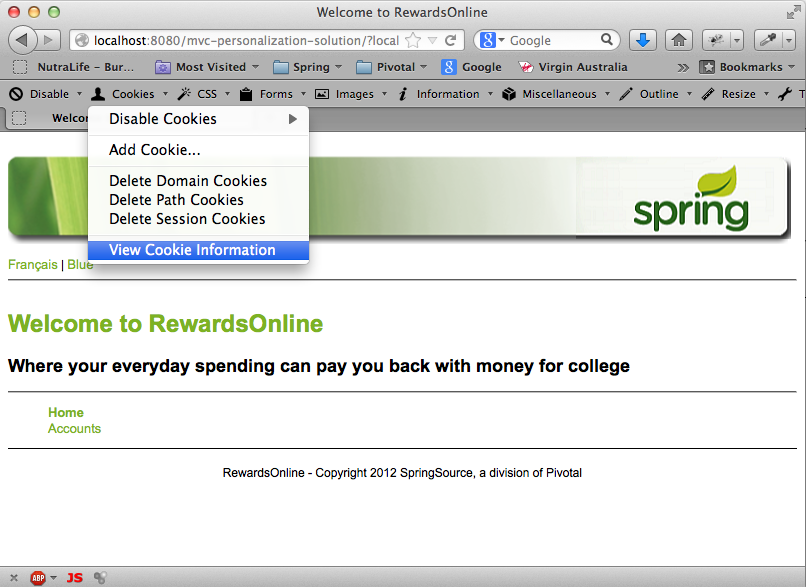 Welcome to RewardsOnline
localhost:8080/mvc-personalization-solution/?local
Google
NutraLife – Bur...
Most Visited
Spring
Pivotal
Google
Virgin Australia
Bookmarks
Disable
Cookies
CSS
Forms
Images
Information
Miscellaneous
Outline
Resize
T
Welcor
Disable Cookies
Add Cookie...
Delete Domain Cookies
Delete Path Cookies
Delete Session Cookies
View Cookie Information
spring
Français | Blue
Welcome to RewardsOnline
Where your everyday spending can pay you back with money for college
Home
Accounts
RewardsOnline - Copyright 2012 SpringSource, a division of Pivotal
ABP
JS